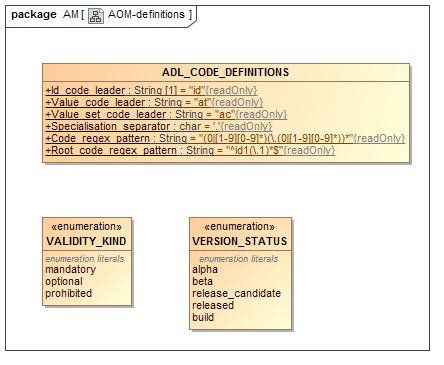 package AM [ AOM-definitions ]
ADL_CODE_DEFINITIONS
+Id_code_leader : String [1] = "id"{readOnly}
+Value_code_leader : String = "at"{readOnly}
+Value_set_code_leader : String = "ac"{readOnly}
+Specialisation_separator : char = '.'{readOnly}
+Code_regex_pattern : String = "(0|[1-9][0-9]*)(\.(0|[1-9][0-9]*))*"{readOnly}
+Root_code_regex_pattern : String = "^id1(\.1)*$"{readOnly}
«enumeration»
VALIDITY_KIND
enumeration literals
mandatory
optional
prohibited
«enumeration»
VERSION_STATUS
enumeration literals
alpha
beta
release_candidate
released
build